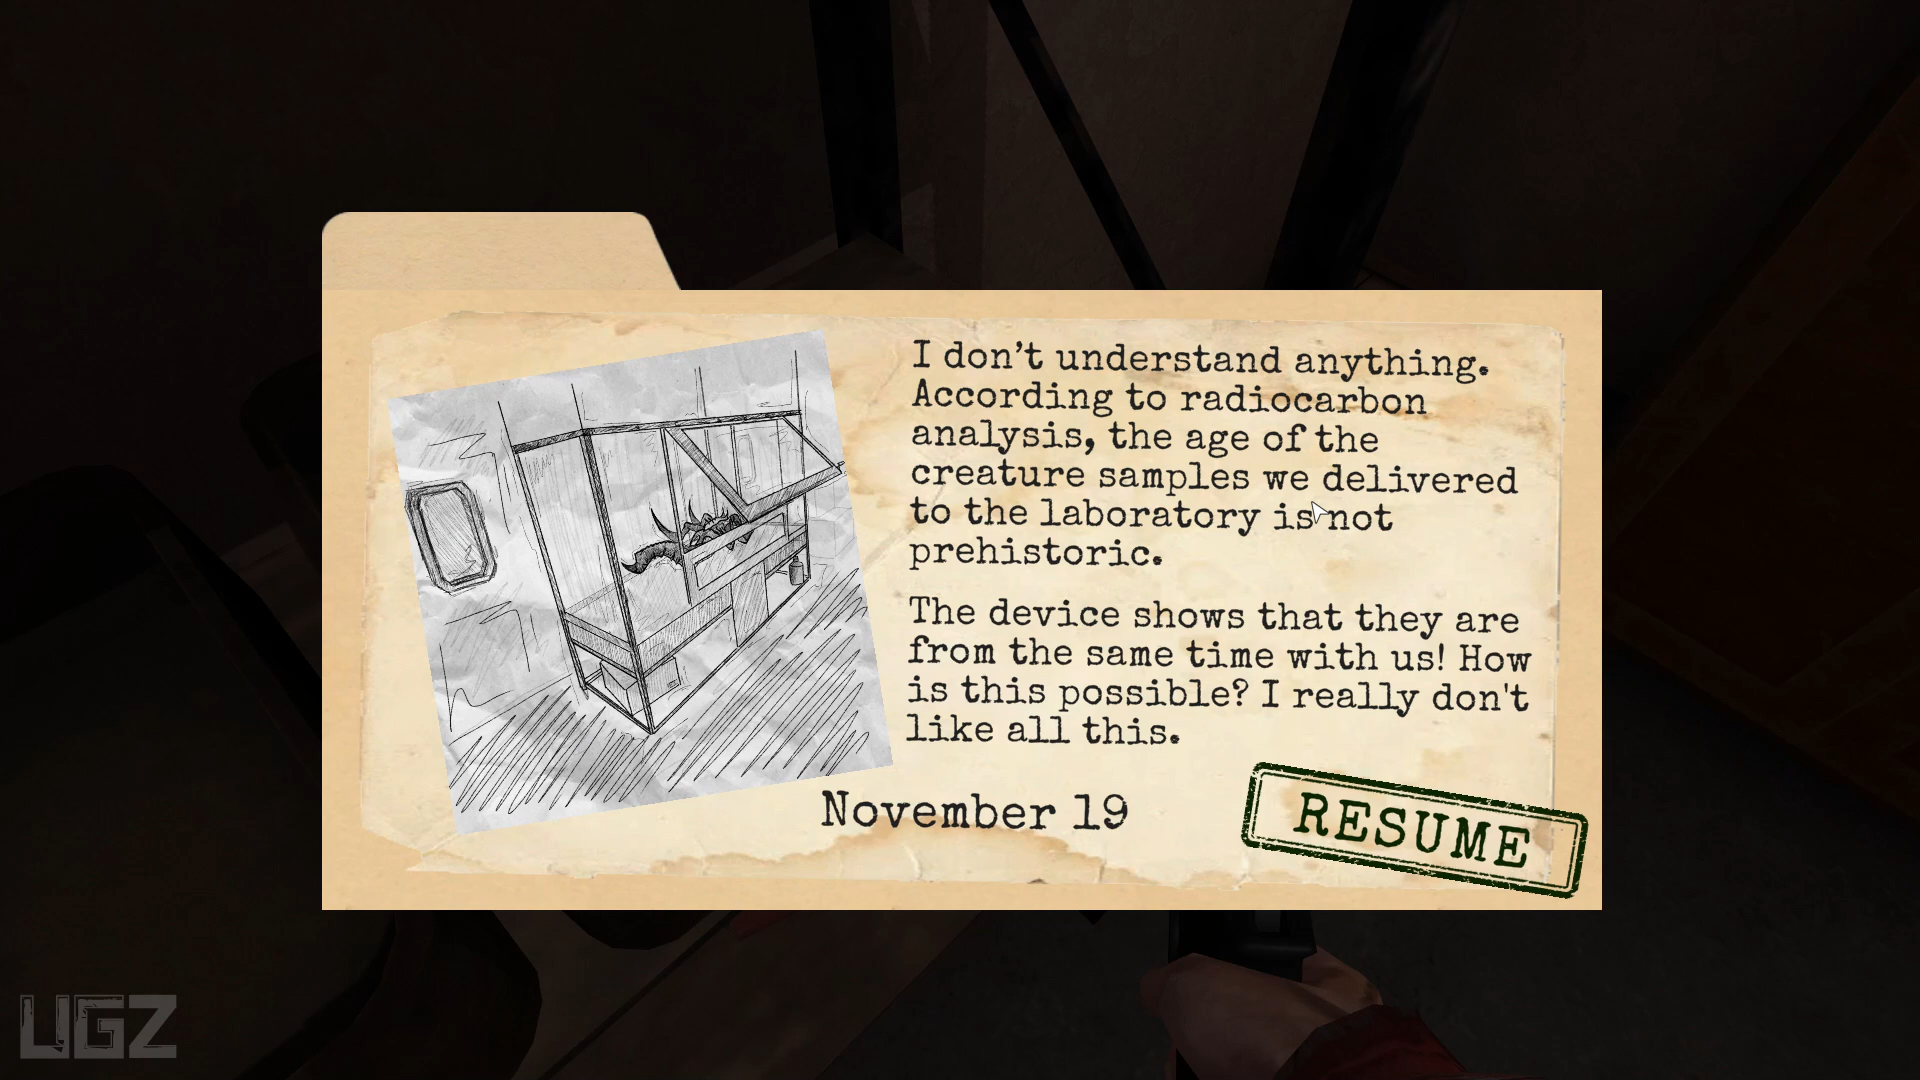 I don’t understand anything.
According to radiocarbon
analysis, the age of the
creature samples we delivered
to the laboratory is not
prehistoric.
The device shows that they are
from the same time with us! How
is this possible? I really don't
like all this.
November 19
RESUME
UGZ